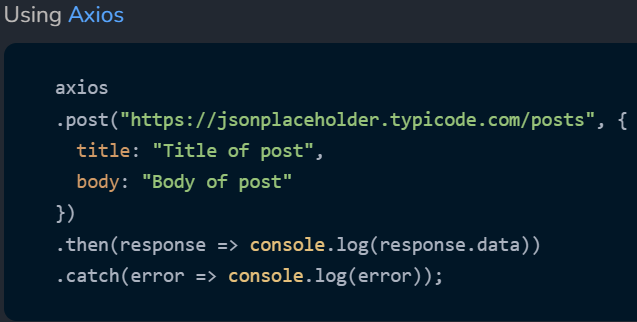 Using Axios
axios
.post("https://jsonplaceholder.typicode.com/posts", {
  title: "Title of post",
  body: "Body of post"
})
.then(response => console.log(response.data))
.catch(error => console.log(error));